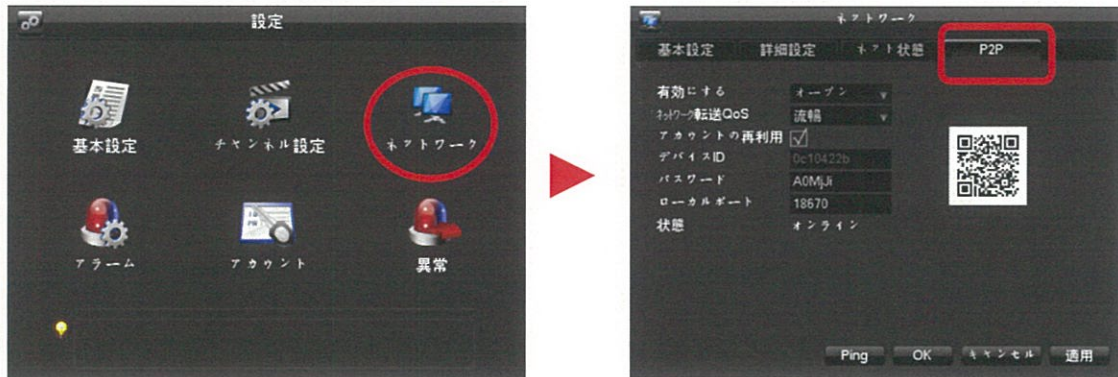 設定
基本設定
チャンネル設定
ネットワーク
アラーム
アカウント
異常
ネットワーク
基本設定 詳細設定 ネット状態 P2P
有効にする オープン
ネットワーク転送QoS 流暢
アカウントの再利用
デバイスID 0c10422b
パスワード A0MjJi
ローカルポート 18670
状態 オンライン
Ping OK キャンセル 適用